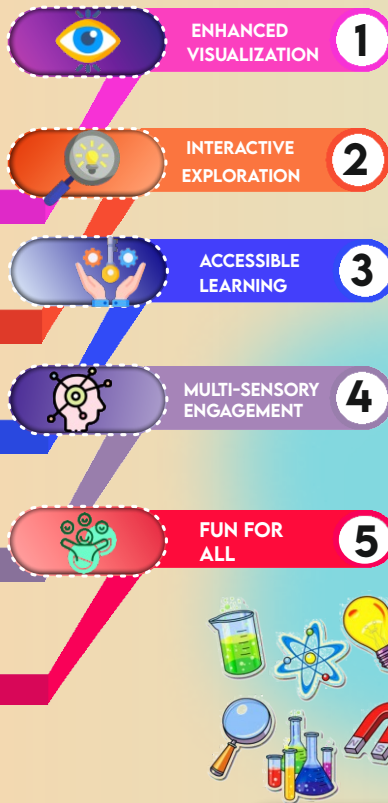 ENHANCED
VISUALIZATION
1
INTERACTIVE
EXPLORATION
2
ACCESSIBLE
LEARNING
3
MULTI-SENSORY
ENGAGEMENT
4
FUN FOR
ALL
5
N
S